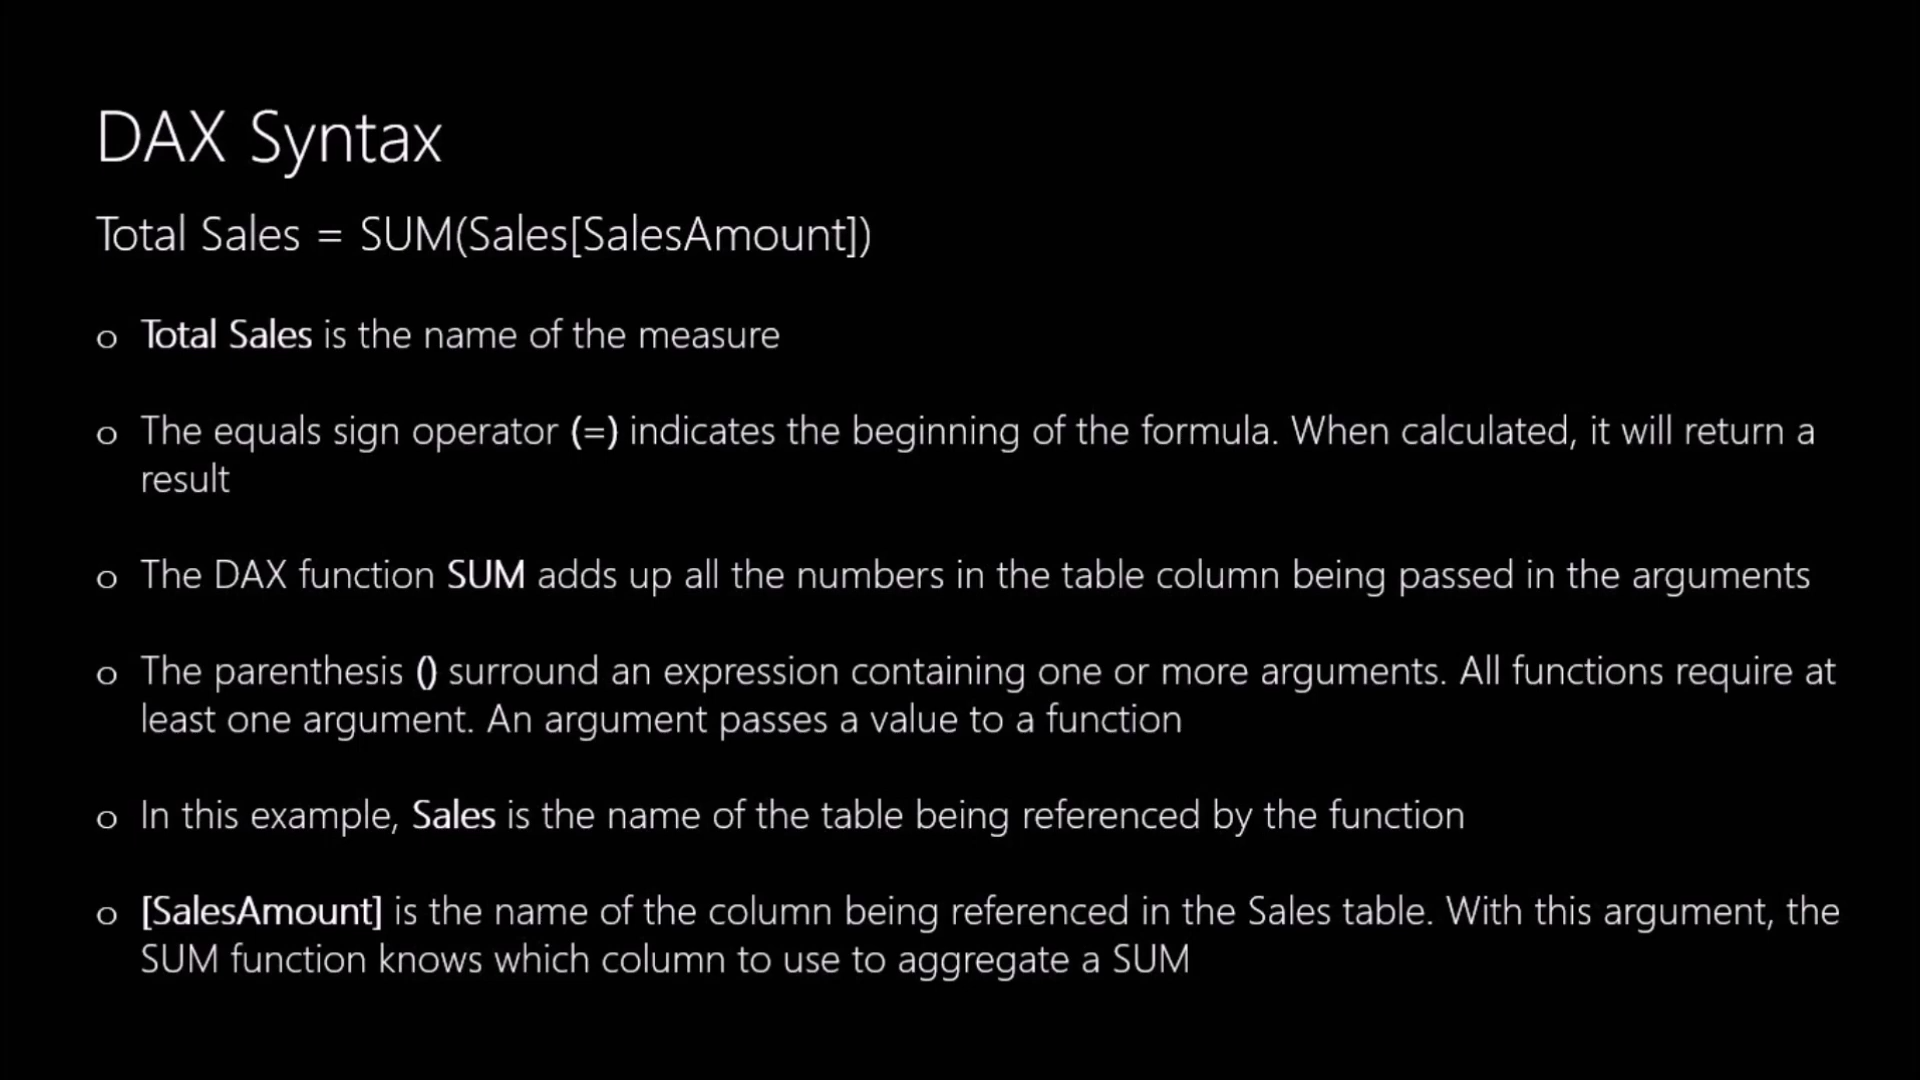 DAX Syntax
Total Sales = SUM(Sales[SalesAmount])
o Total Sales is the name of the measure
o The equals sign operator (=) indicates the beginning of the formula. When calculated, it will return a
result
o The DAX function SUM adds up all the numbers in the table column being passed in the arguments
o The parenthesis () surround an expression containing one or more arguments. All functions require at
least one argument. An argument passes a value to a function
o In this example, Sales is the name of the table being referenced by the function
o [SalesAmount] is the name of the column being referenced in the Sales table. With this argument, the
SUM function knows which column to use to aggregate a SUM